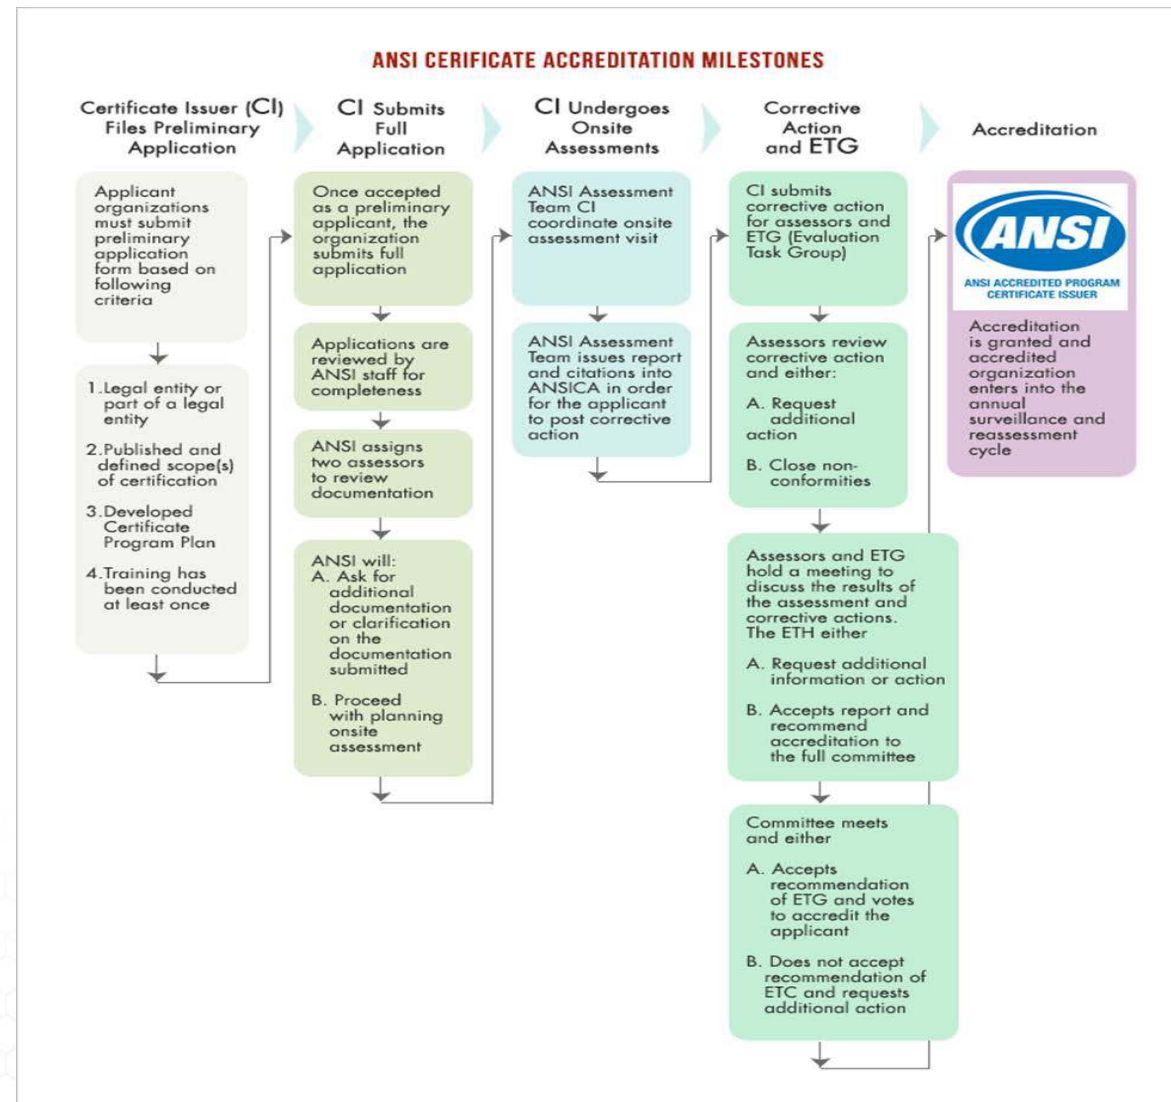 ANSI CERIFICATE ACCREDITATION MILESTONES
Certificate Issuer (CI)
Files Preliminary
Application
Applicant
organizations
must submit
preliminary
application
form based on
following
criteria
1.Legal entity or
part of a legal
entity
2.Published and
defined scope(s)
of certification
3.Developed
Certificate
Program Plan
4.Training has
been conducted
at least once
CI Submits
Full
Application
Once accepted
as a preliminary
applicant, the
organization
submits full
application
Applications are
reviewed by
ANSI staff for
completeness
ANSI assigns
two assessors
to review
documentation
ANSI will:
A. Ask for
additional
documentation
or clarification
on the
documentation
submitted
B. Proceed
with planning
onsite
assessment
CI Undergoes
Onsite
Assessments
ANSI Assessment
Team CI
coordinate onsite
assessment visit
ANSI Assessment
Team issues report
and citations into
ANSICA in order
for the applicant
to post corrective
action
Corrective
Action
and ETG
CI submits
corrective action
for assessors and
ETG (Evaluation
Task Group)
Assessors review
corrective action
and either:
A. Request
additional
action
B. Close non-
conformities
Assessors and ETG
hold a meeting to
discuss the results of
the assessment and
corrective actions.
The ETH either
A. Request additional
information or action
B. Accepts report and
recommend
accreditation to
the full committee
Committee meets
and either
A. Accepts
recommendation
of ETG and votes
to accredit the
applicant
B. Does not accept
recommendation of
ETC and requests
additional action
Accreditation
ANSI
ANSI ACCREDITED PROGRAM
CERTIFICATE ISSUER
Accreditation
is granted and
accredited
organization
enters into the
annual
surveillance and
reassessment
cycle